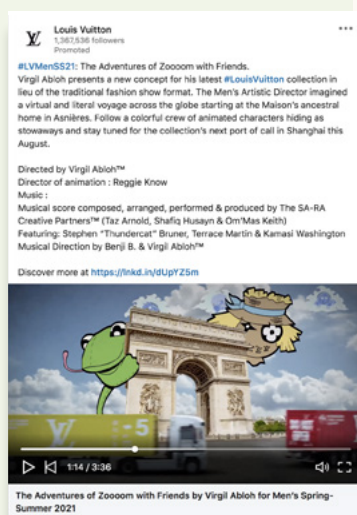 Louis Vuitton
1,367,536 followers
Promoted
#LVMenSS21: The Adventures of Zoooom with Friends.
Virgil Abloh presents a new concept for his latest #LouisVuitton collection in
lieu of the traditional fashion show format. The Men's Artistic Director imagined
a virtual and literal voyage across the globe starting at the Maison's ancestral
home in Asnières. Follow a colorful crew of animated characters hiding as
stowaways and stay tuned for the collection's next port of call in Shanghai this
August.
Directed by Virgil Abloh™
Director of animation : Reggie Know
Music :
Musical score composed, arranged, performed & produced by The SA-RA
Creative Partners™ (Taz Arnold, Shafiq Husayn & Om'Mas Keith)
Featuring: Stephen "Thundercat" Bruner, Terrace Martin & Kamasi Washington
Musical Direction by Benji B. & Virgil Abloh™
Discover more at https://lnkd.in/dUpYZ5m
LV -5
1:14 / 3:36
The Adventures of Zoooom with Friends by Virgil Abloh for Men's Spring-
Summer 2021